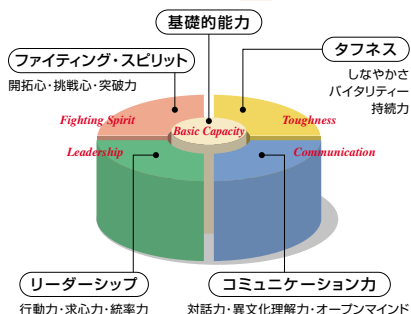 基礎的能力
ファイティング・スピリット
開拓心・挑戦心・突破力
タフネス
しなやかさ
バイタリティー
持続力
Fighting Spirit
Toughness
Basic Capacity
Leadership
Communication
リーダーシップ
行動力・求心力・統率力
コミュニケーション力
対話力・異文化理解力・オープンマインド